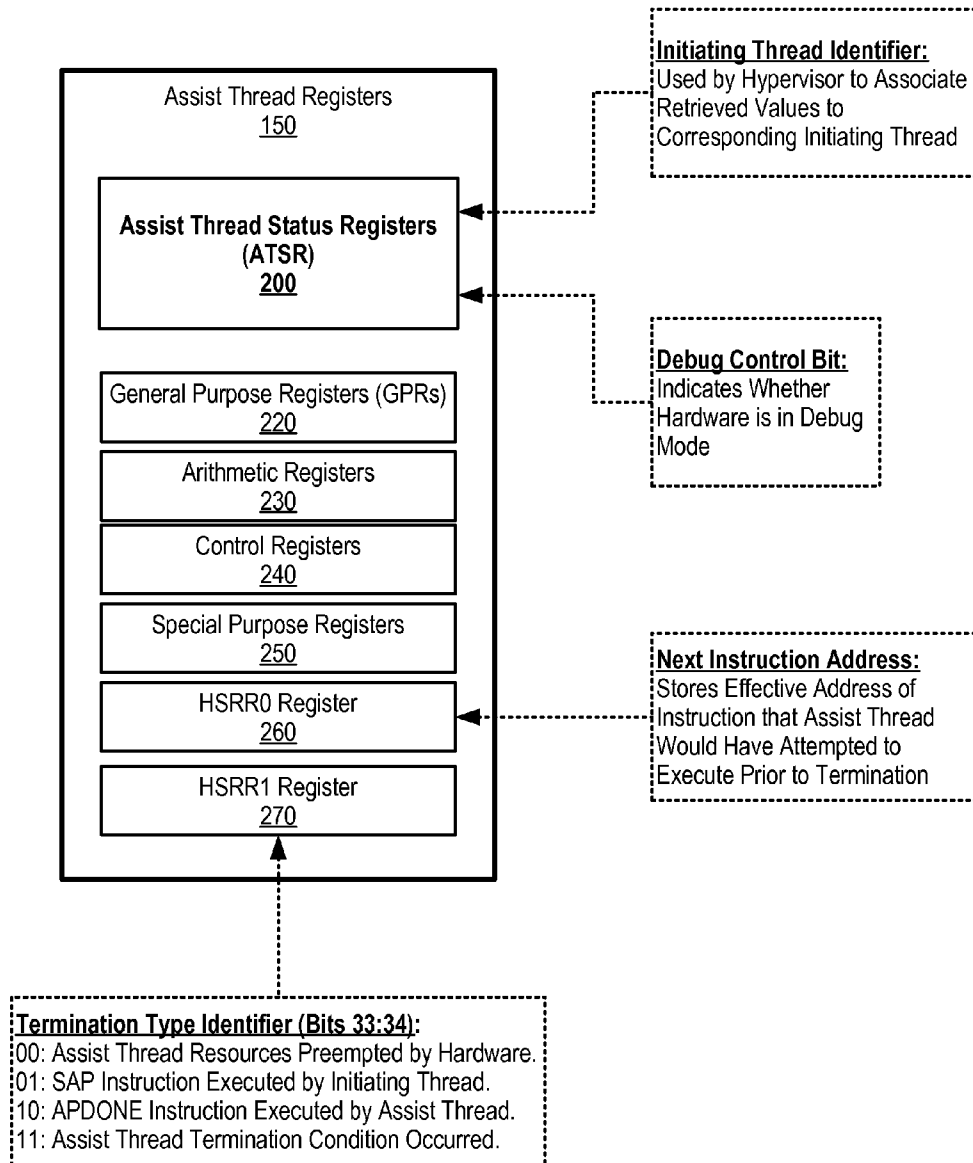 Assist Thread Registers
150
Assist Thread Status Registers
(ATSR)
200
General Purpose Registers (GPRs)
220
Arithmetic Registers
230
Control Registers
240
Special Purpose Registers
250
HSRR0 Register
260
HSRR1 Register
270
Initiating Thread Identifier:
Used by Hypervisor to Associate
Retrieved Values to
Corresponding Initiating Thread
Debug Control Bit:
Indicates Whether
Hardware is in Debug
Mode
Next Instruction Address:
Stores Effective Address of
Instruction that Assist Thread
Would Have Attempted to
Execute Prior to Termination
Termination Type Identifier (Bits 33:34):
00: Assist Thread Resources Preempted by Hardware.
01: SAP Instruction Executed by Initiating Thread.
10: APDONE Instruction Executed by Assist Thread.
11: Assist Thread Termination Condition Occurred.